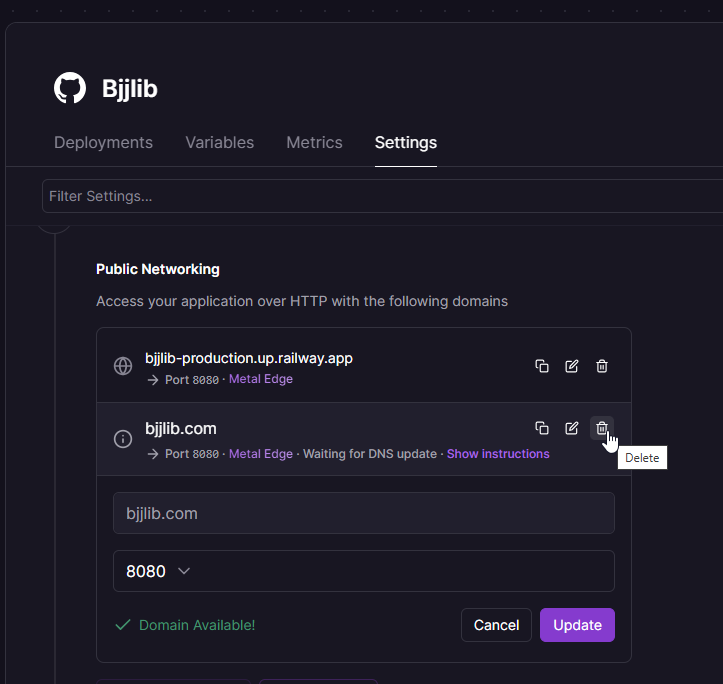 Bjjlib
Deployments Variables Metrics Settings
Filter Settings...
Public Networking
Access your application over HTTP with the following domains
bjjlib-production.up.railway.app
→ Port 8080 · Metal Edge
bjjlib.com
→ Port 8080 · Metal Edge · Waiting for DNS update · Show instructions
Delete
bjjlib.com
8080
Domain Available!
Cancel Update